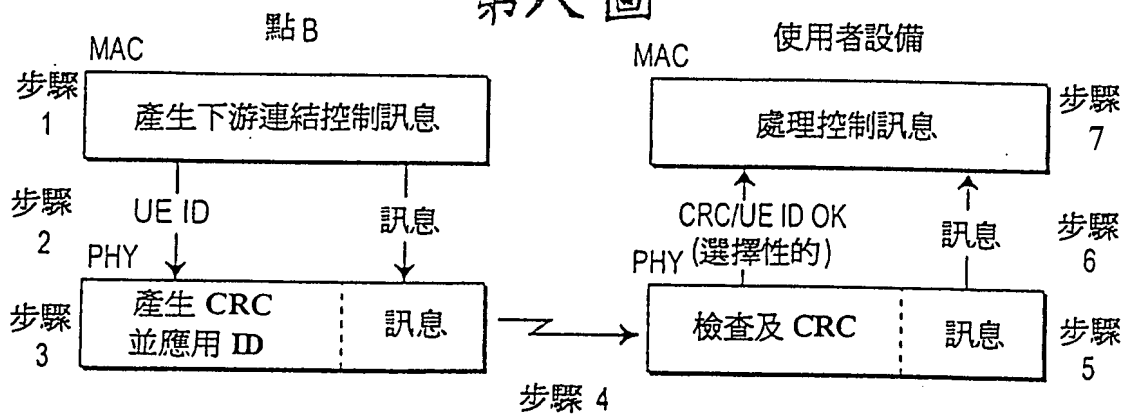 第八圖
點B
使用者設備
MAC
MAC
步驟
1
產生下游連結控制訊息
處理控制訊息
步驟
7
步驟
2
UE ID
訊息
CRC/UE ID OK
(選擇性的)
訊息
步驟
6
PHY
PHY
步驟
3
產生 CRC
並應用 ID
訊息
檢查及 CRC
訊息
步驟
5
步驟 4